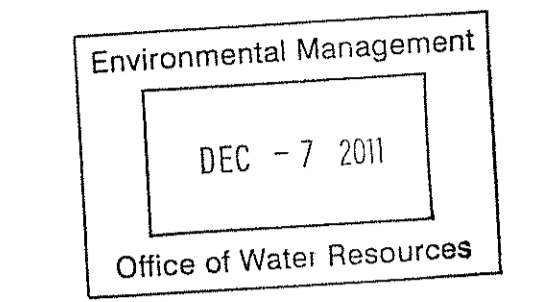 Environmental Management
DEC - 7 2011
Office of Water Resources